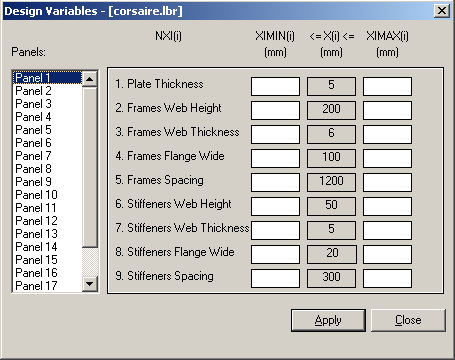 Design Variables - [corsaire.lbr]
NXI(i) XIMIN(i) <= X(i) <= XIMAX(i)
(mm) (mm) (mm)
Panels:
Panel 1
Panel 2
Panel 3
Panel 4
Panel 5
Panel 6
Panel 7
Panel 8
Panel 9
Panel 10
Panel 11
Panel 12
Panel 13
Panel 14
Panel 15
Panel 16
Panel 17
1. Plate Thickness 5
2. Frames Web Height 200
3. Frames Web Thickness 6
4. Frames Flange Wide 100
5. Frames Spacing 1200
6. Stiffeners Web Height 50
7. Stiffeners Web Thickness 5
8. Stiffeners Flange Wide 20
9. Stiffeners Spacing 300
Apply Close